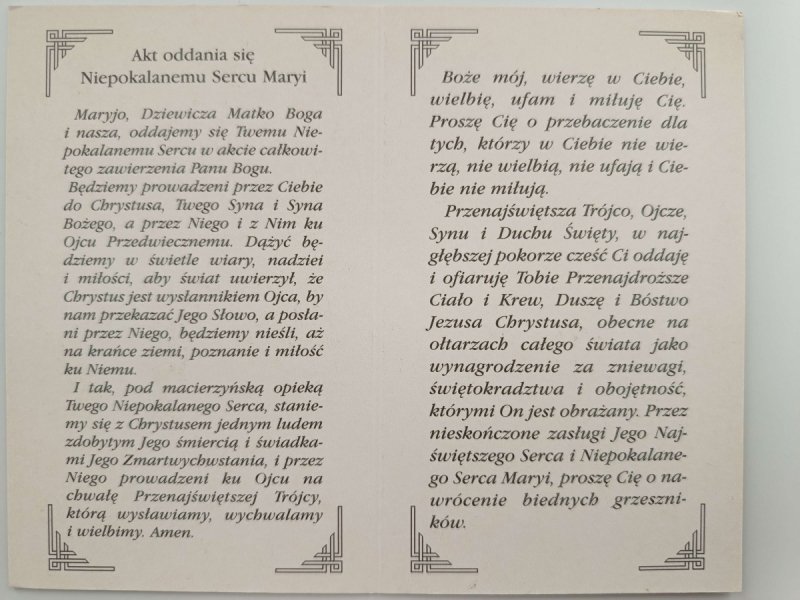 Akt oddania się
Niepokalanemu Sercu Maryi
Maryjo, Dziewicza Matko Boga
i nasza, oddajemy się Twemu Nie-
pokalanemu Sercu w akcie całkowi-
tego zawierzenia Panu Bogu.
Będziemy prowadzeni przez Ciebie
do Chrystusa, Twego Syna i Syna
Bożego, a przez Niego i z Nim ku
Ojcu Przedwiecznemu. Dążyć bę-
dziemy w świetle wiary, nadziei
i miłości, aby świat uwierzył, że
Chrystus jest wysłannikiem Ojca, by
nam przekazać Jego Słowo, a posła-
ni przez Niego, będziemy nieśli, aż
na krańce ziemi, poznanie i miłość
ku Niemu.
I tak, pod macierzyńską opieką
Twego Niepokalanego Serca, stanie-
my się z Chrystusem jednym ludem
zdobytym Jego śmiercią i świadka-
mi Jego Zmartwychwstania, i przez
Niego prowadzeni ku Ojcu na
chwałę Przenajświętszej Trójcy,
którą wysławiamy, wychwalamy
i wielbimy. Amen.
Boże mój, wierzę w Ciebie,
wielbię, ufam i miłuję Cię.
Proszę Cię o przebaczenie dla
tych, którzy w Ciebie nie wie-
rzą, nie wielbią, nie ufają i Cie-
bie nie miłują.
Przenajświętsza Trójco, Ojcze,
Synu i Duchu Święty, w naj-
głębszej pokorze cześć Ci oddaję
i ofiaruję Tobie Przenajdroższe
Ciało i Krew, Duszę i Bóstwo
Jezusa Chrystusa, obecne na
ołtarzach całego świata jako
wynagrodzenie za zniewagi,
świętokradztwa i obojętność,
którymi On jest obrażany. Przez
nieskończone zasługi Jego Naj-
świętszego Serca i Niepokalane-
go Serca Maryi, proszę Cię o na-
wrócenie biednych grzeszni-
ków.